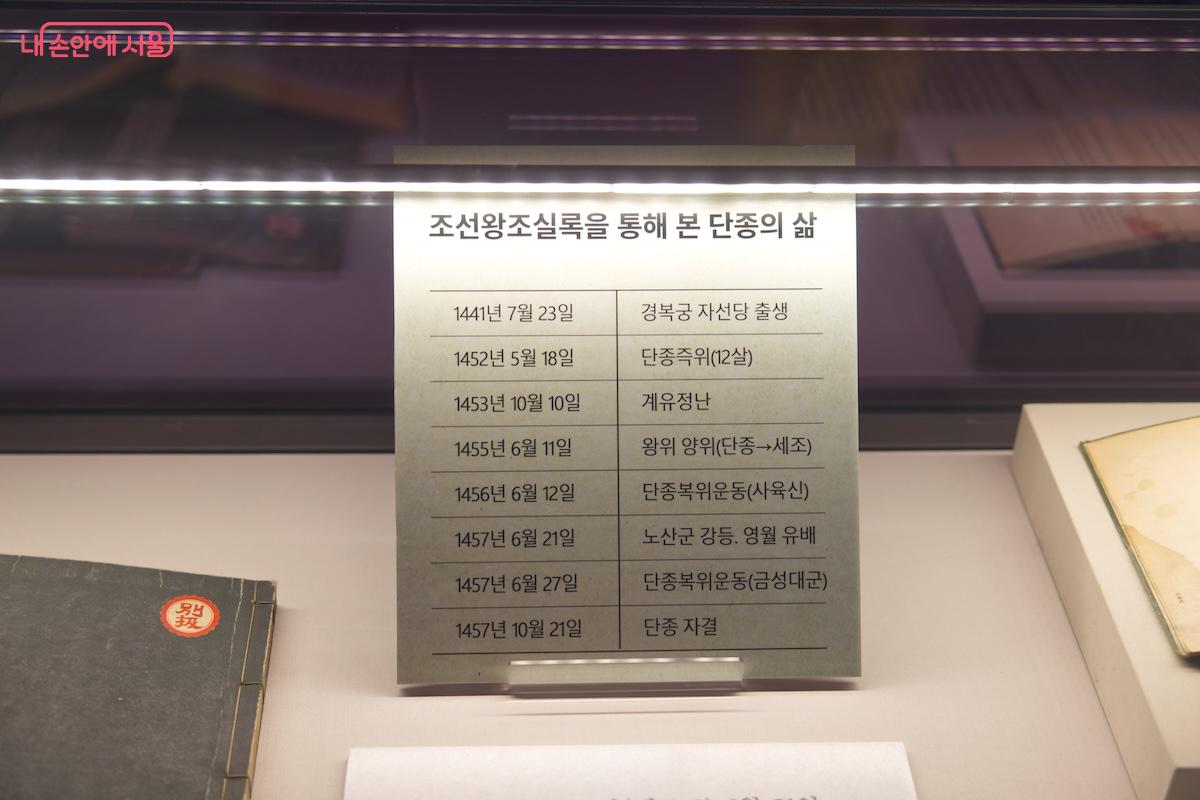 내 손안에 서울
조선왕조실록을 통해 본 단종의 삶
1441년 7월 23일 경복궁 자선당 출생
1452년 5월 18일 단종즉위(12살)
1453년 10월 10일 계유정난
1455년 6월 11일 왕위 양위(단종→세조)
1456년 6월 12일 단종복위운동(사육신)
1457년 6월 21일 노산군 강등. 영월 유배
1457년 6월 27일 단종복위운동(금성대군)
1457년 10월 21일 단종 자결